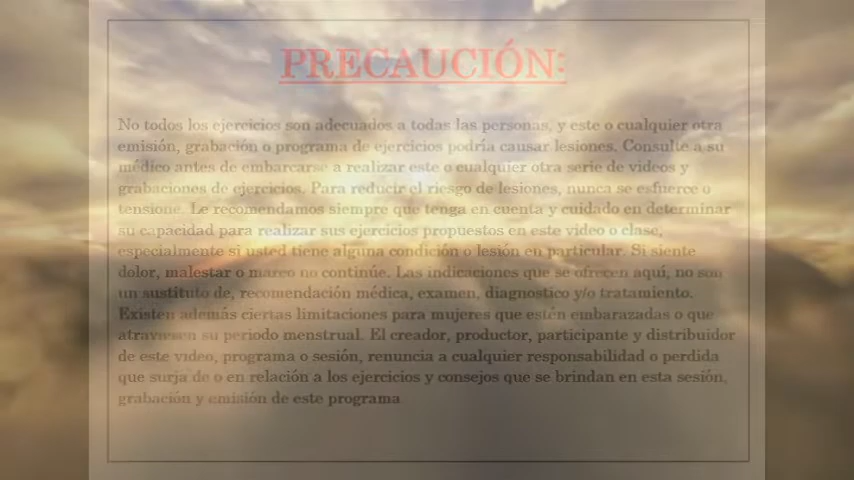 PRECAUCIÓN:
No todos los ejercicios son adecuados a todas las personas, y este o cualquier otra
emisión, grabación o programa de ejercicios podría causar lesiones. Consulte a su
médico antes de embarcarse a realizar este o cualquier otra serie de videos y
grabaciones de ejercicios. Para reducir el riesgo de lesiones, nunca se esfuerce o
tensione. Le recomendamos siempre que tenga en cuenta y cuidado en determinar
su capacidad para realizar sus ejercicios propuestos en este video o clase,
especialmente si usted tiene alguna condición o lesión en particular. Si siente
dolor, malestar o mareo no continúe. Las indicaciones que se ofrecen aquí, no son
un sustituto de, recomendación médica, examen, diagnostico y/o tratamiento.
Existen además ciertas limitaciones para mujeres que estén embarazadas o que
atraviesen su periodo menstrual. El creador, productor, participante y distribuidor
de este video, programa o sesión, renuncia a cualquier responsabilidad o perdida
que surja de o en relación a los ejercicios y consejos que se brindan en esta sesión,
grabación y emisión de este programa